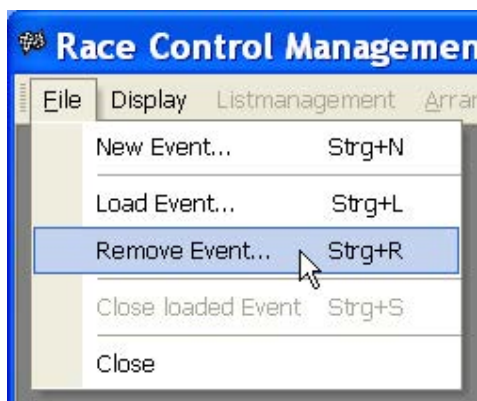 Race Control Managemen
File Display Listmanagement Arrar
New Event... Strg+N
Load Event... Strg+L
Remove Event... Strg+R
Close loaded Event Strg+S
Close